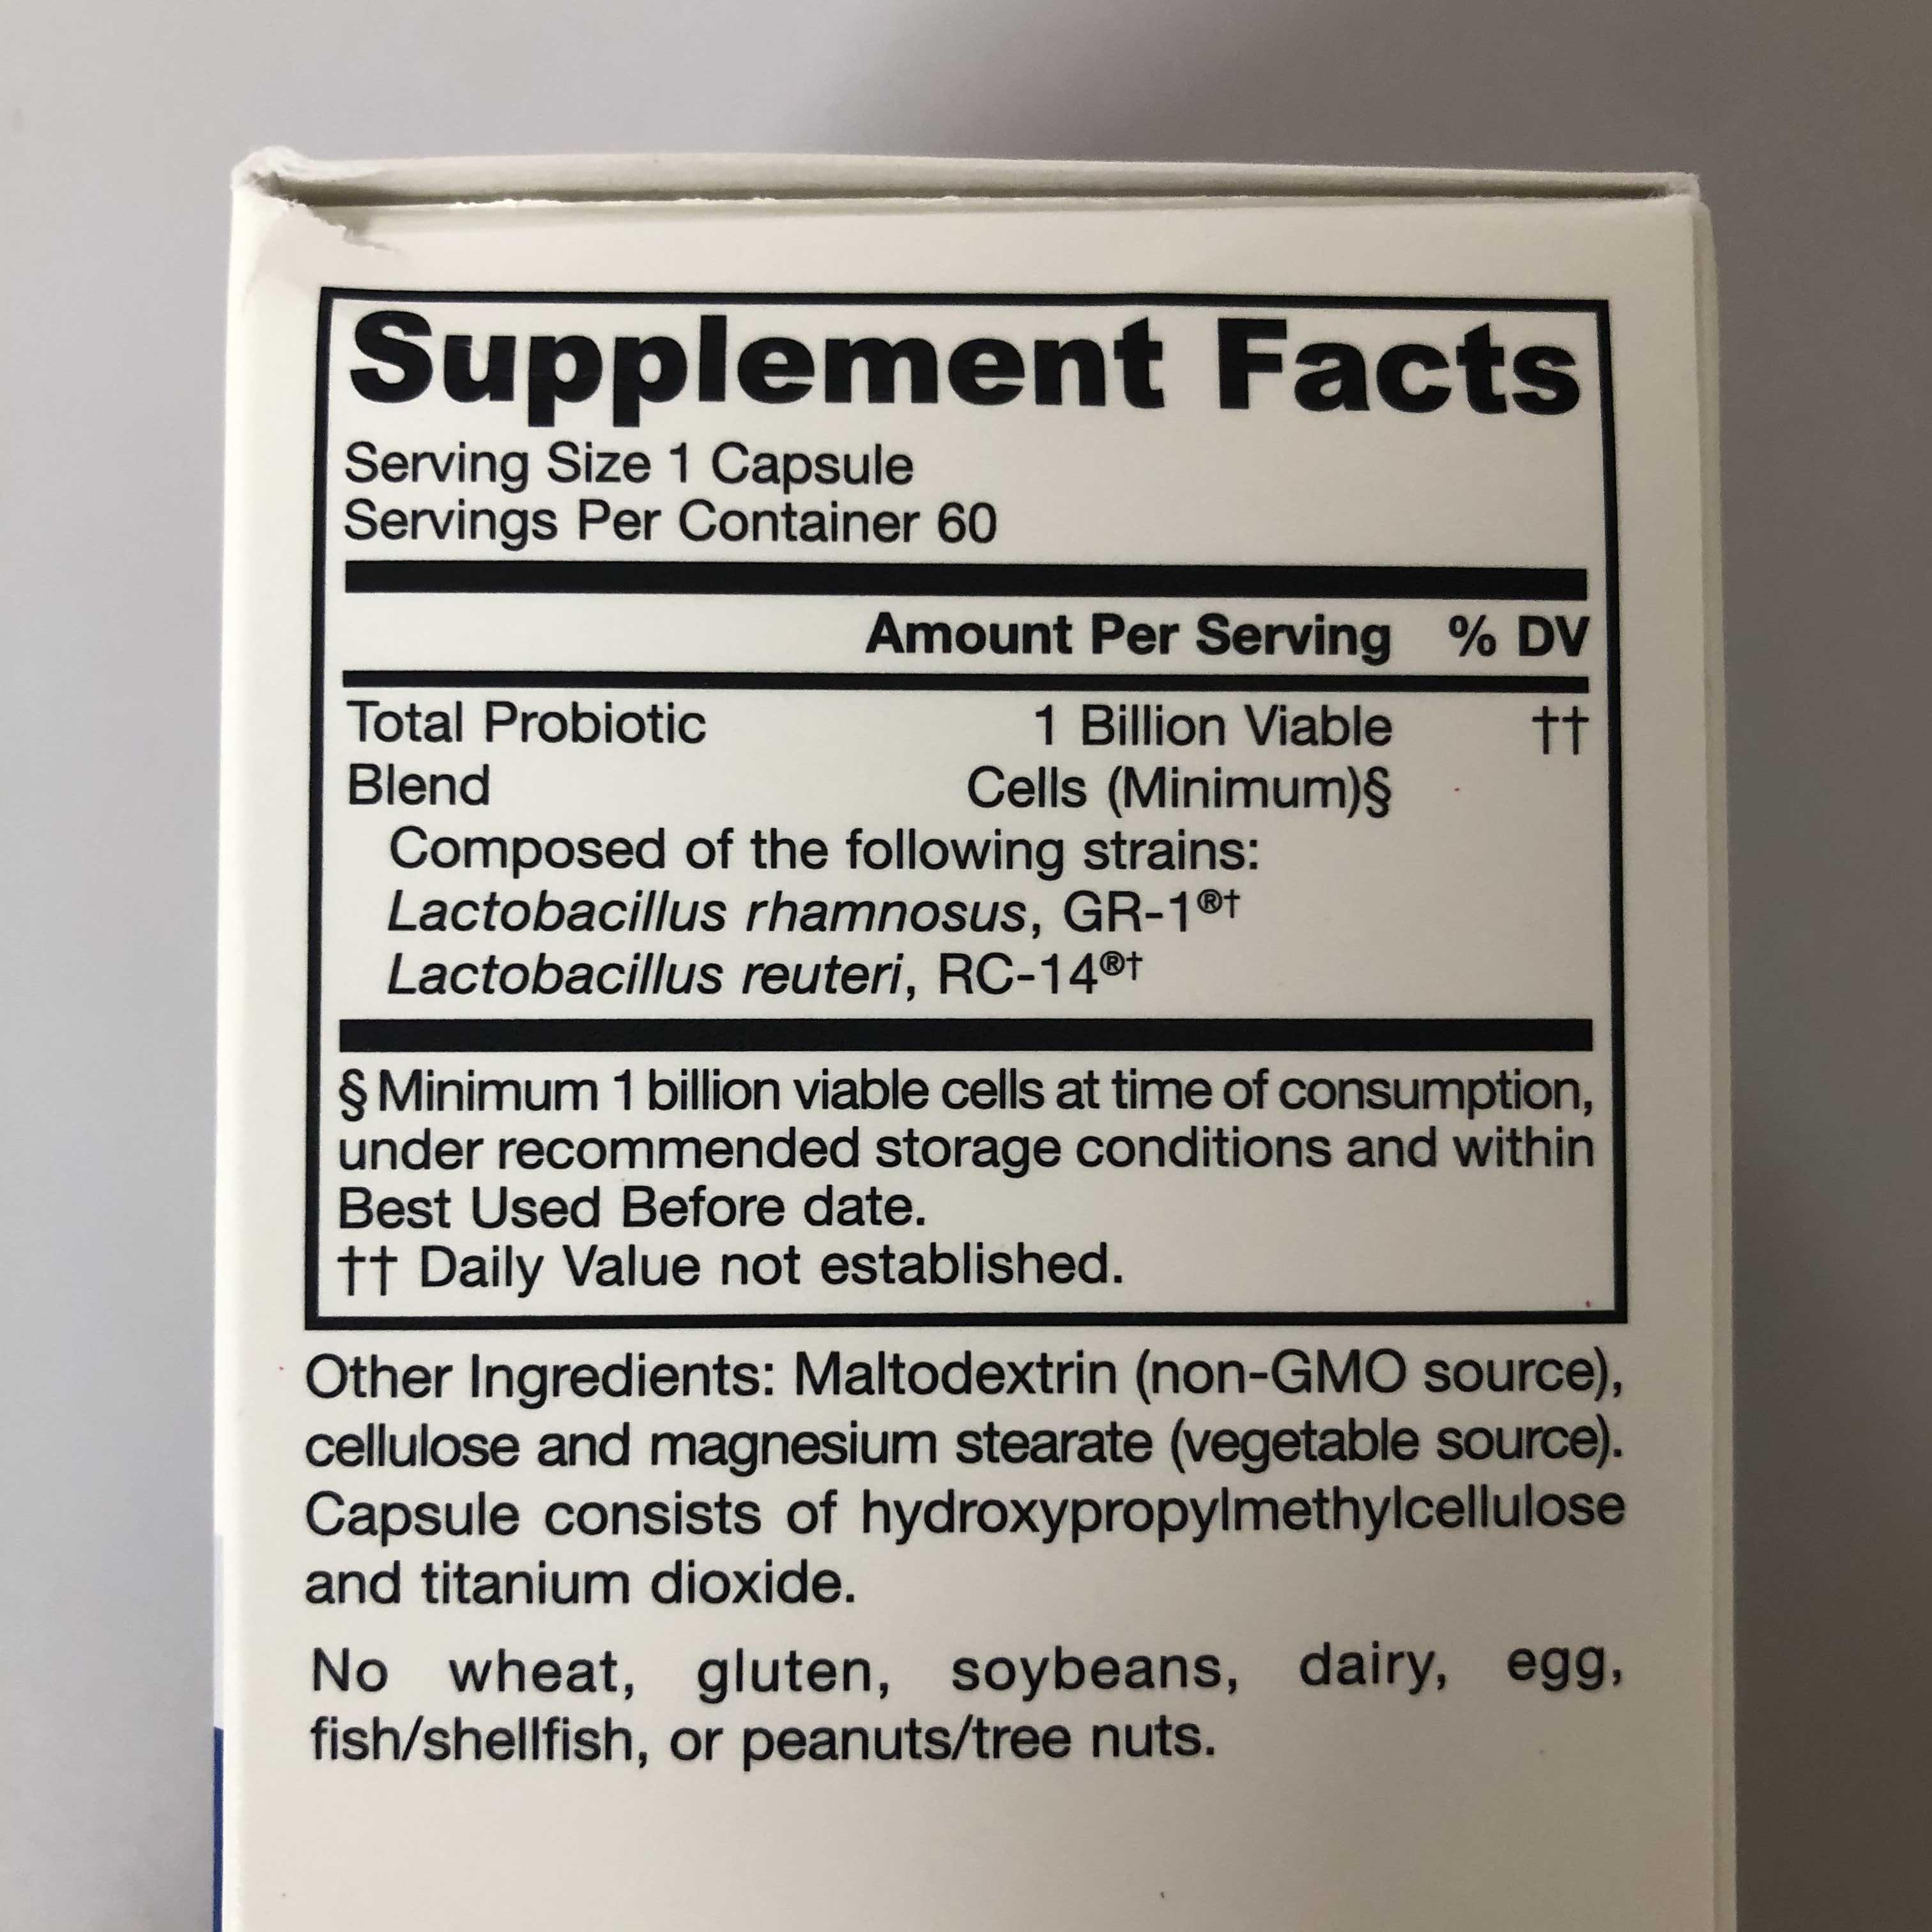 Supplement Facts
Serving Size 1 Capsule
Servings Per Container 60
Amount Per Serving % DV
Total Probiotic 1 Billion Viable ††
Blend Cells (Minimum)§
Composed of the following strains:
Lactobacillus rhamnosus, GR-1®†
Lactobacillus reuteri, RC-14®†
§ Minimum 1 billion viable cells at time of consumption,
under recommended storage conditions and within
Best Used Before date.
†† Daily Value not established.
Other Ingredients: Maltodextrin (non-GMO source),
cellulose and magnesium stearate (vegetable source).
Capsule consists of hydroxypropylmethylcellulose
and titanium dioxide.
No wheat, gluten, soybeans, dairy, egg,
fish/shellfish, or peanuts/tree nuts.